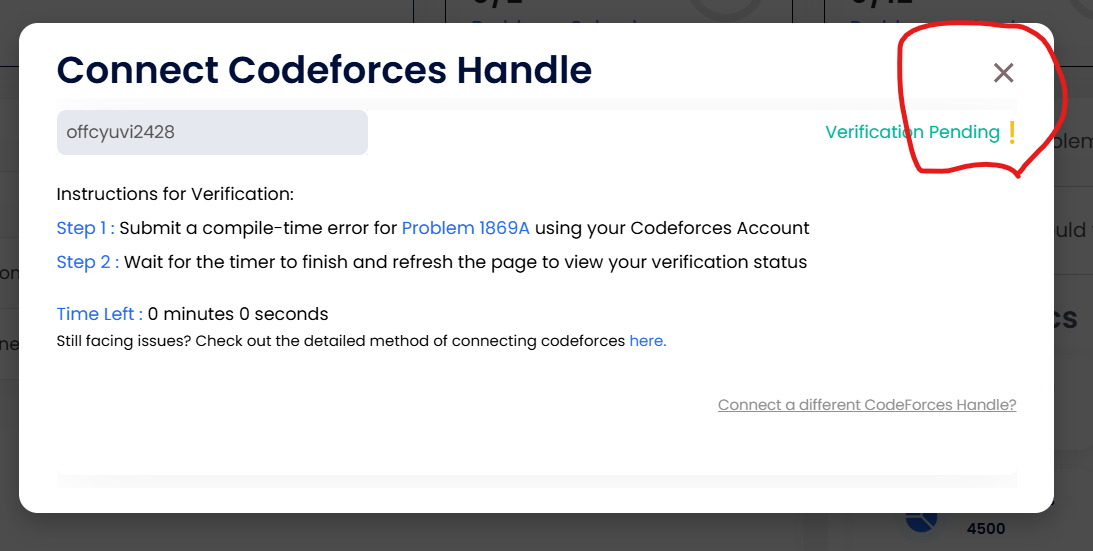 Connect Codeforces Handle
offcyuvi2428
Verification Pending !
Instructions for Verification:
Step 1 : Submit a compile-time error for Problem 1869A using your Codeforces Account
Step 2 : Wait for the timer to finish and refresh the page to view your verification status
Time Left : 0 minutes 0 seconds
Still facing issues? Check out the detailed method of connecting codeforces here.
Connect a different CodeForces Handle?
4500